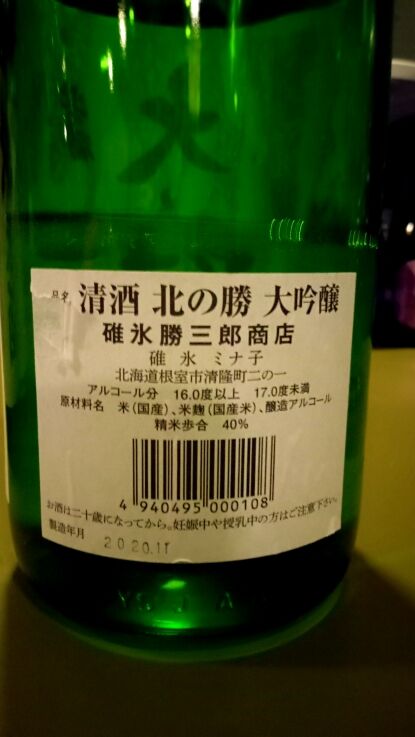 大
品名 清酒 北の勝 大吟醸
碓氷勝三郎商店
碓 氷 ミナ子
北海道根室市清隆町二の一
アルコール分 16.0度以上 17.0度未満
原材料名 米(国産)、米麹(国産米)、醸造アルコール
精米歩合 40%
4 940495 000108
お酒は二十歳になってから。妊娠中や授乳中の方はご注意下さい。
製造年月 2020.11